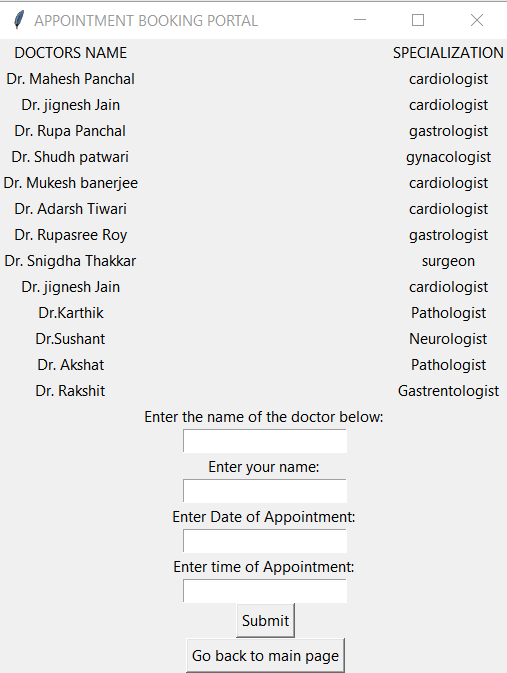 APPOINTMENT BOOKING PORTAL
DOCTORS NAME SPECIALIZATION
Dr. Mahesh Panchal cardiologist
Dr. jignesh Jain cardiologist
Dr. Rupa Panchal gastrologist
Dr. Shudh patwari gynacologist
Dr. Mukesh banerjee cardiologist
Dr. Adarsh Tiwari cardiologist
Dr. Rupasree Roy gastrologist
Dr. Snigdha Thakkar surgeon
Dr. jignesh Jain cardiologist
Dr.Karthik Pathologist
Dr.Sushant Neurologist
Dr. Akshat Pathologist
Dr. Rakshit Gastrentologist
Enter the name of the doctor below:
Enter your name:
Enter Date of Appointment:
Enter time of Appointment:
Submit
Go back to main page